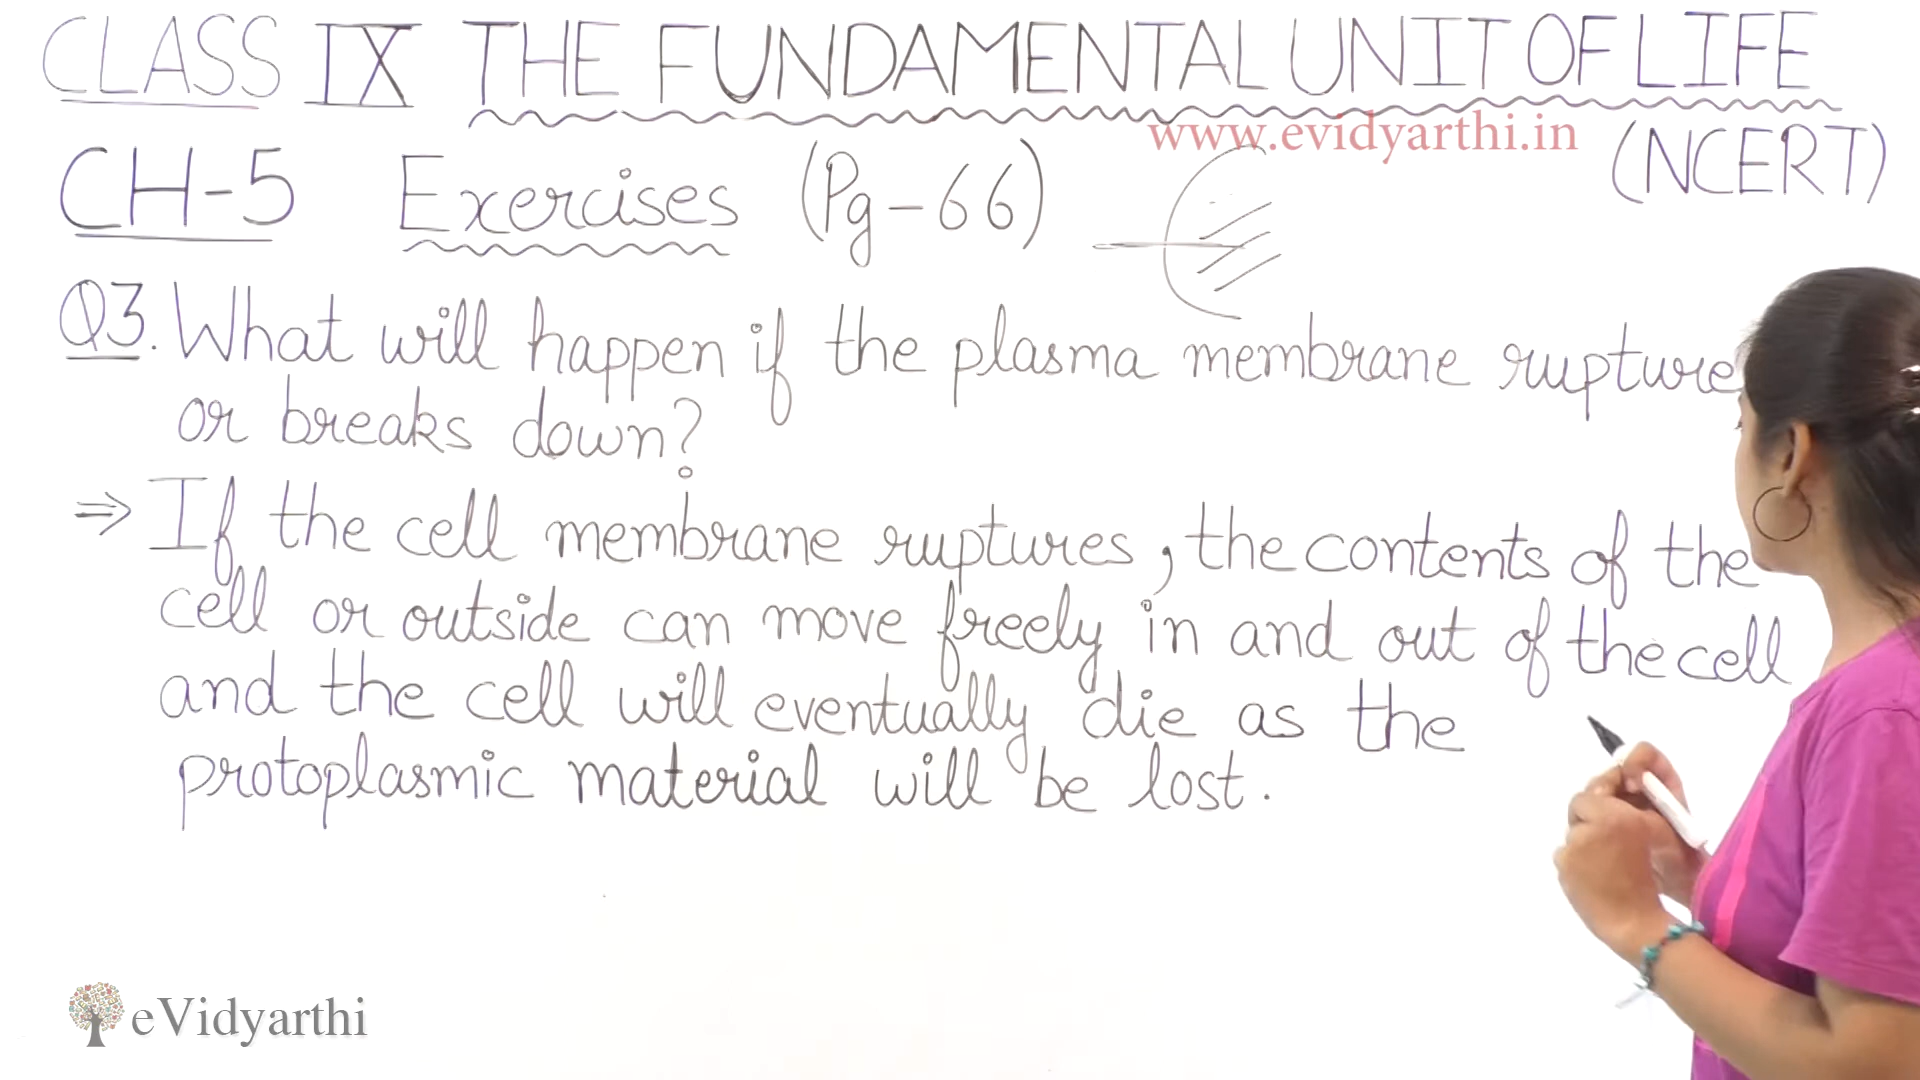 CLASS IX THE FUNDAMENTAL UNIT OF LIFE
www.evidyarthi.in
(NCERT)
CH-5 Exercises (Pg-66)
Q3. What will happen if the plasma membrane rupture
or breaks down?
⇒ If the cell membrane ruptures, the contents of the
cell or outside can move freely in and out of the cell
and the cell will eventually die as the
protoplasmic material will be lost.
eVidyarthi